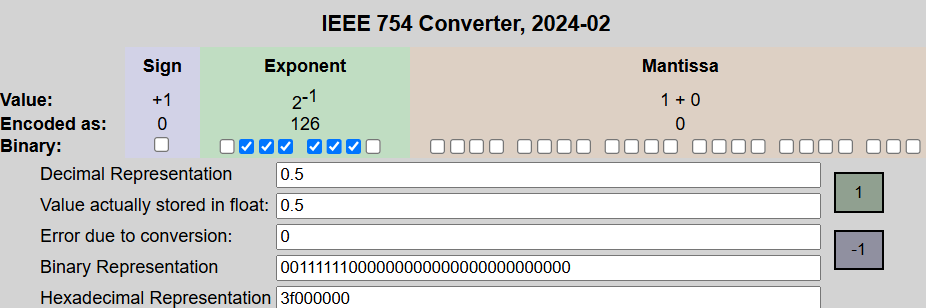 IEEE 754 Converter, 2024-02
Sign Exponent Mantissa
Value: +1 2⁻¹ 1 + 0
Encoded as: 0 126 0
Binary:
Decimal Representation 0.5
1
Value actually stored in float: 0.5
Error due to conversion: 0
-1
Binary Representation 00111111000000000000000000000000
Hexadecimal Representation 3f000000